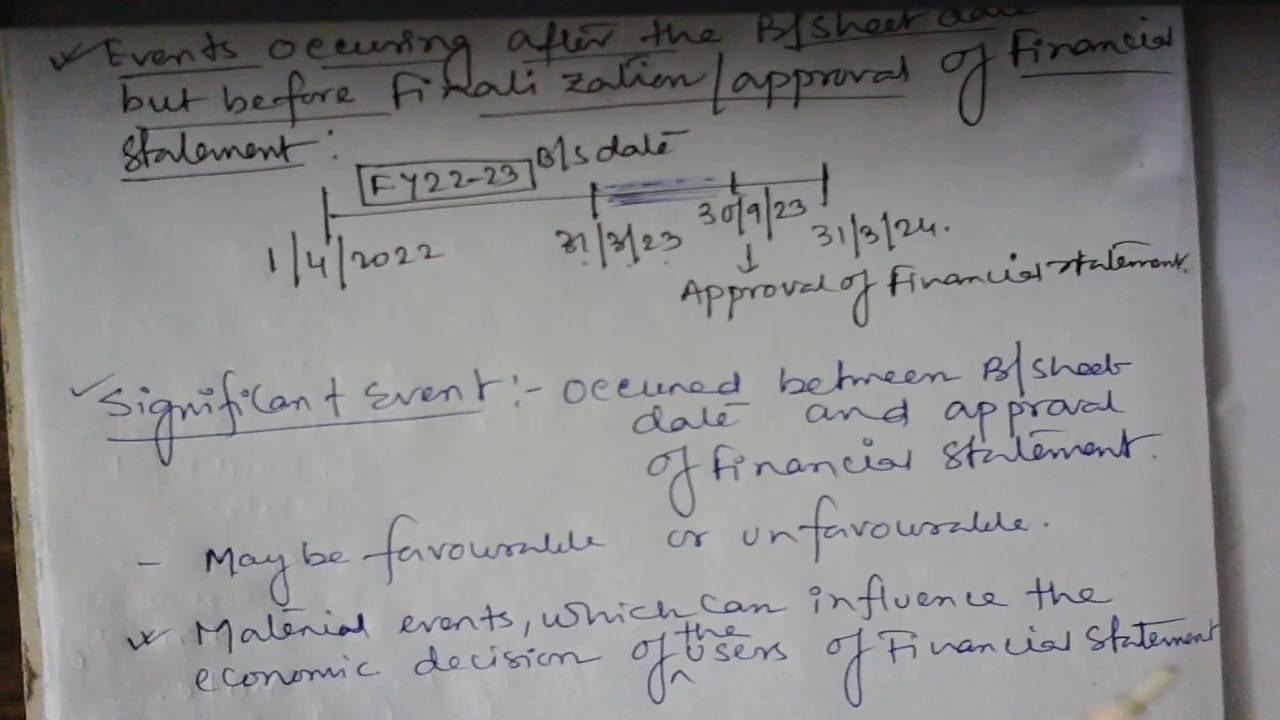 Events occuring after the B/Sheet date
but before Finalization/approval of Financial
Statement:
FY22-23 B/S date
1/4/2022 31/3/23 30/9/23 31/3/24.
↓
Approval of Financial statement.
Significant Event:- occured between B/Sheet
date and approval
of Financial Statement.
- May be favourable or unfavourable.
Material events, which can influence the
economic decision of the users of Financial Statement